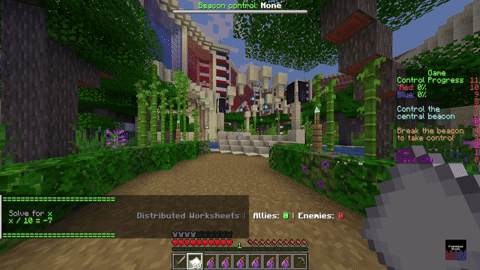 Beacon control: None
Game
Control Progress
Red: 0%
Blue: 0%
Control the
central beacon
Break the beacon
to take control
Solve for x
x / 10 = -7
Distributed Worksheets | Allies: 0 | Enemies: 0
1